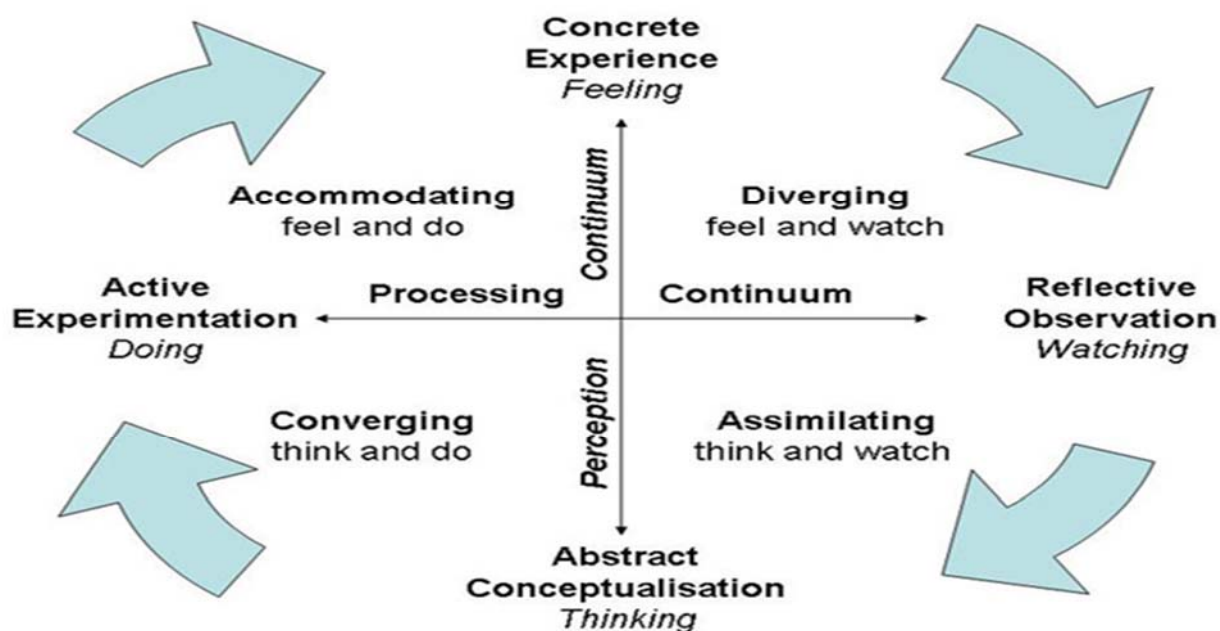 Concrete
Experience
Feeling
Accommodating
feel and do
Continuum
Diverging
feel and watch
Active
Experimentation
Doing
Processing
Continuum
Reflective
Observation
Watching
Converging
think and do
Perception
Assimilating
think and watch
Abstract
Conceptualisation
Thinking